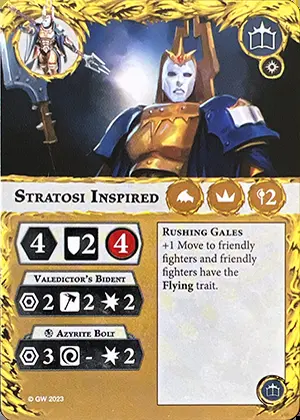 STRATOSI INSPIRED
2
4 2 4
VALEDICTOR'S BIDENT
2 2 2
AZYRITE BOLT
3 - 2
RUSHING GALES
+1 Move to friendly
fighters and friendly
fighters have the
Flying trait.
© GW 2023